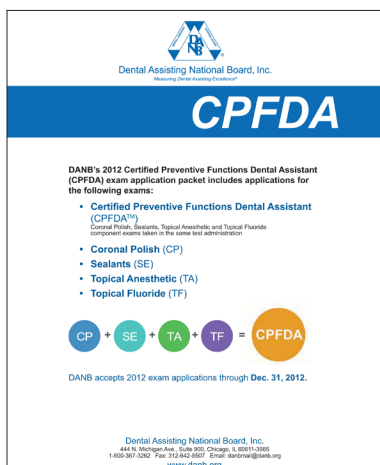 DANB
Dental Assisting National Board, Inc.
Measuring Dental Assisting Excellence®
CPFDA
DANB's 2012 Certified Preventive Functions Dental Assistant
(CPFDA) exam application packet includes applications for
the following exams:
• Certified Preventive Functions Dental Assistant
(CPFDA™)
Coronal Polish, Sealants, Topical Anesthetic and Topical Fluoride
component exams taken in the same test administration
• Coronal Polish (CP)
• Sealants (SE)
• Topical Anesthetic (TA)
• Topical Fluoride (TF)
CP + SE + TA + TF = CPFDA
DANB accepts 2012 exam applications through Dec. 31, 2012.
Dental Assisting National Board, Inc.
444 N. Michigan Ave., Suite 900, Chicago, IL 60611-3985
1-800-367-3262 Fax: 312-642-8507 Email: danbmail@danb.org
www.danb.org